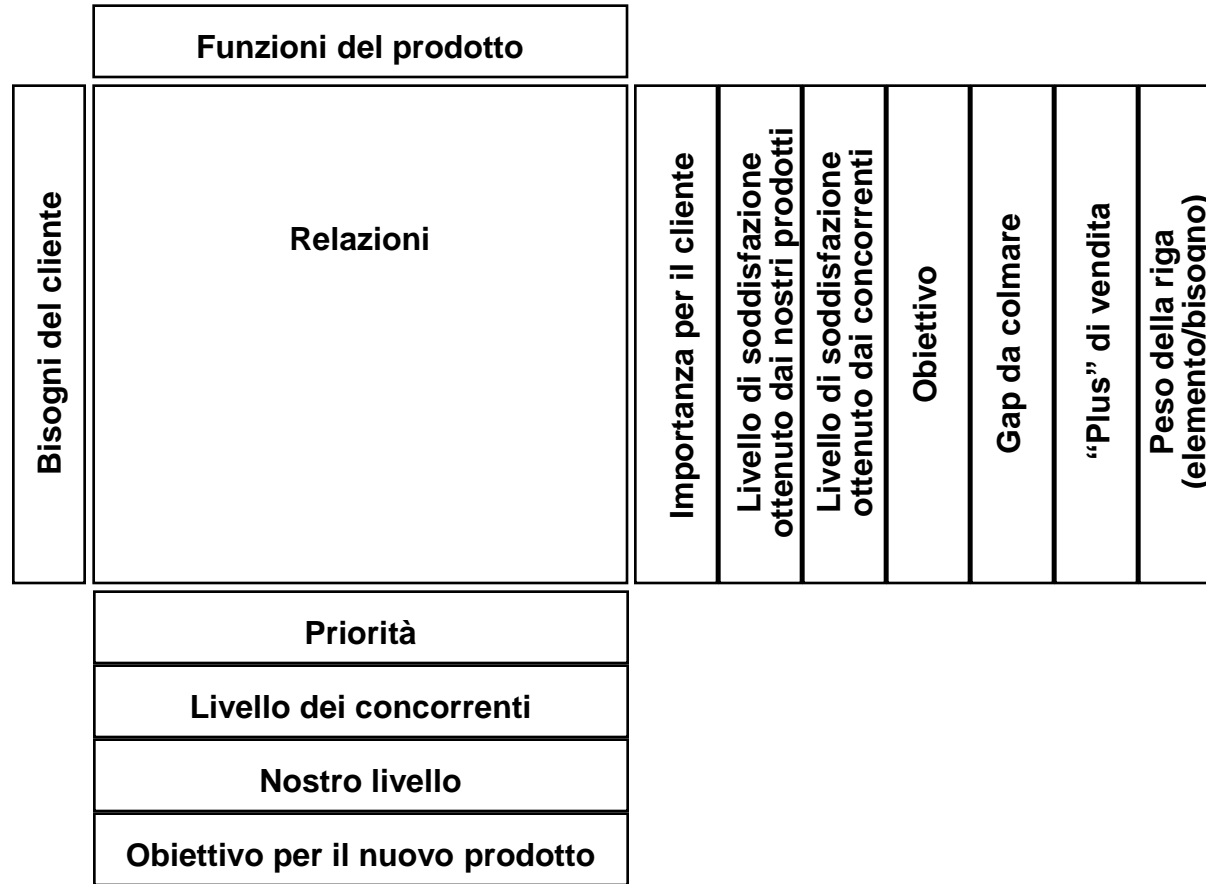 Funzioni del prodotto
Bisogni del cliente
Relazioni
Importanza per il cliente
Livello di soddisfazione
ottenuto dai nostri prodotti
Livello di soddisfazione
ottenuto dai concorrenti
Obiettivo
Gap da colmare
“Plus” di vendita
Peso della riga
(elemento/bisogno)
Priorità
Livello dei concorrenti
Nostro livello
Obiettivo per il nuovo prodotto